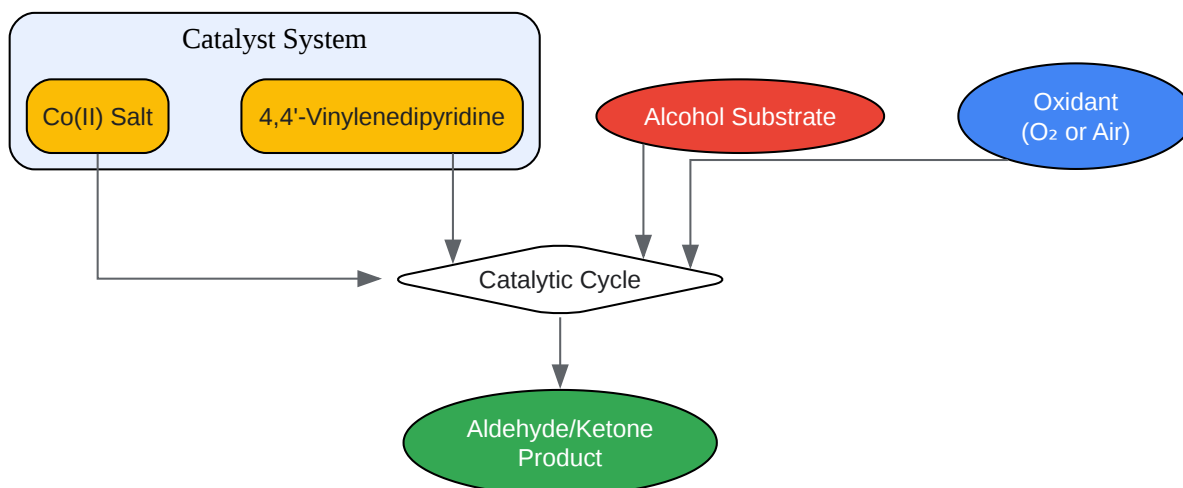 Catalyst System
Co(II) Salt
4,4'-Vinylenedipyridine
Alcohol Substrate
Oxidant
(O₂ or Air)
Catalytic Cycle
Aldehyde/Ketone
Product